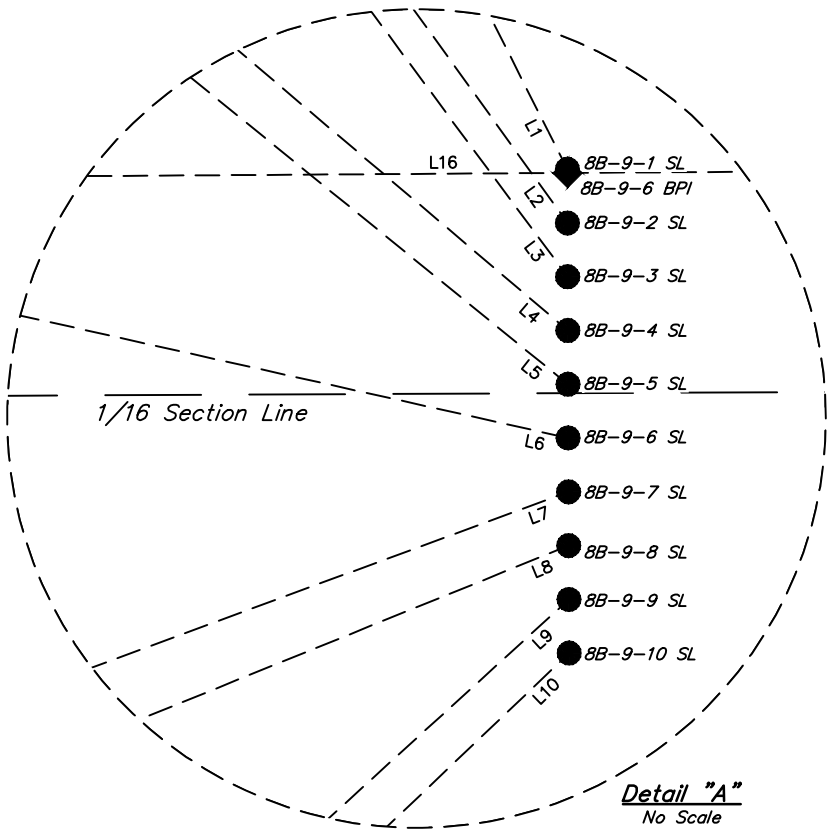 L1
L16
8B-9-1 SL
8B-9-6 BPI
L2
8B-9-2 SL
L3
8B-9-3 SL
L4
8B-9-4 SL
L5
8B-9-5 SL
1/16 Section Line
L6
8B-9-6 SL
8B-9-7 SL
L7
8B-9-8 SL
L8
8B-9-9 SL
L9
8B-9-10 SL
L10
Detail "A"
No Scale